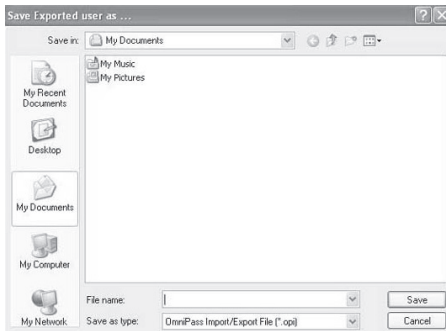 Save Exported user as ...
Save in:
My Documents
My Recent
Documents
Desktop
My Documents
My Computer
My Network
My Music
My Pictures
File name:
Save
Save as type:
OmniPass Import/Export File (*.opi)
Cancel